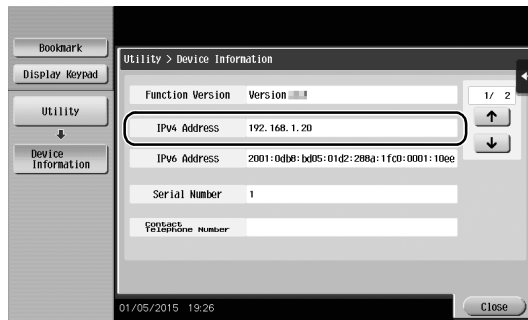 Bookmark
Display Keypad
Utility
Device
Information
Utility > Device Information
Function Version Version
1/ 2
IPv4 Address 192.168.1.20
IPv6 Address 2001:0db8:bd05:01d2:288a:1fc0:0001:10ee
Serial Number 1
Contact
Telephone Number
01/05/2015 19:26
Close